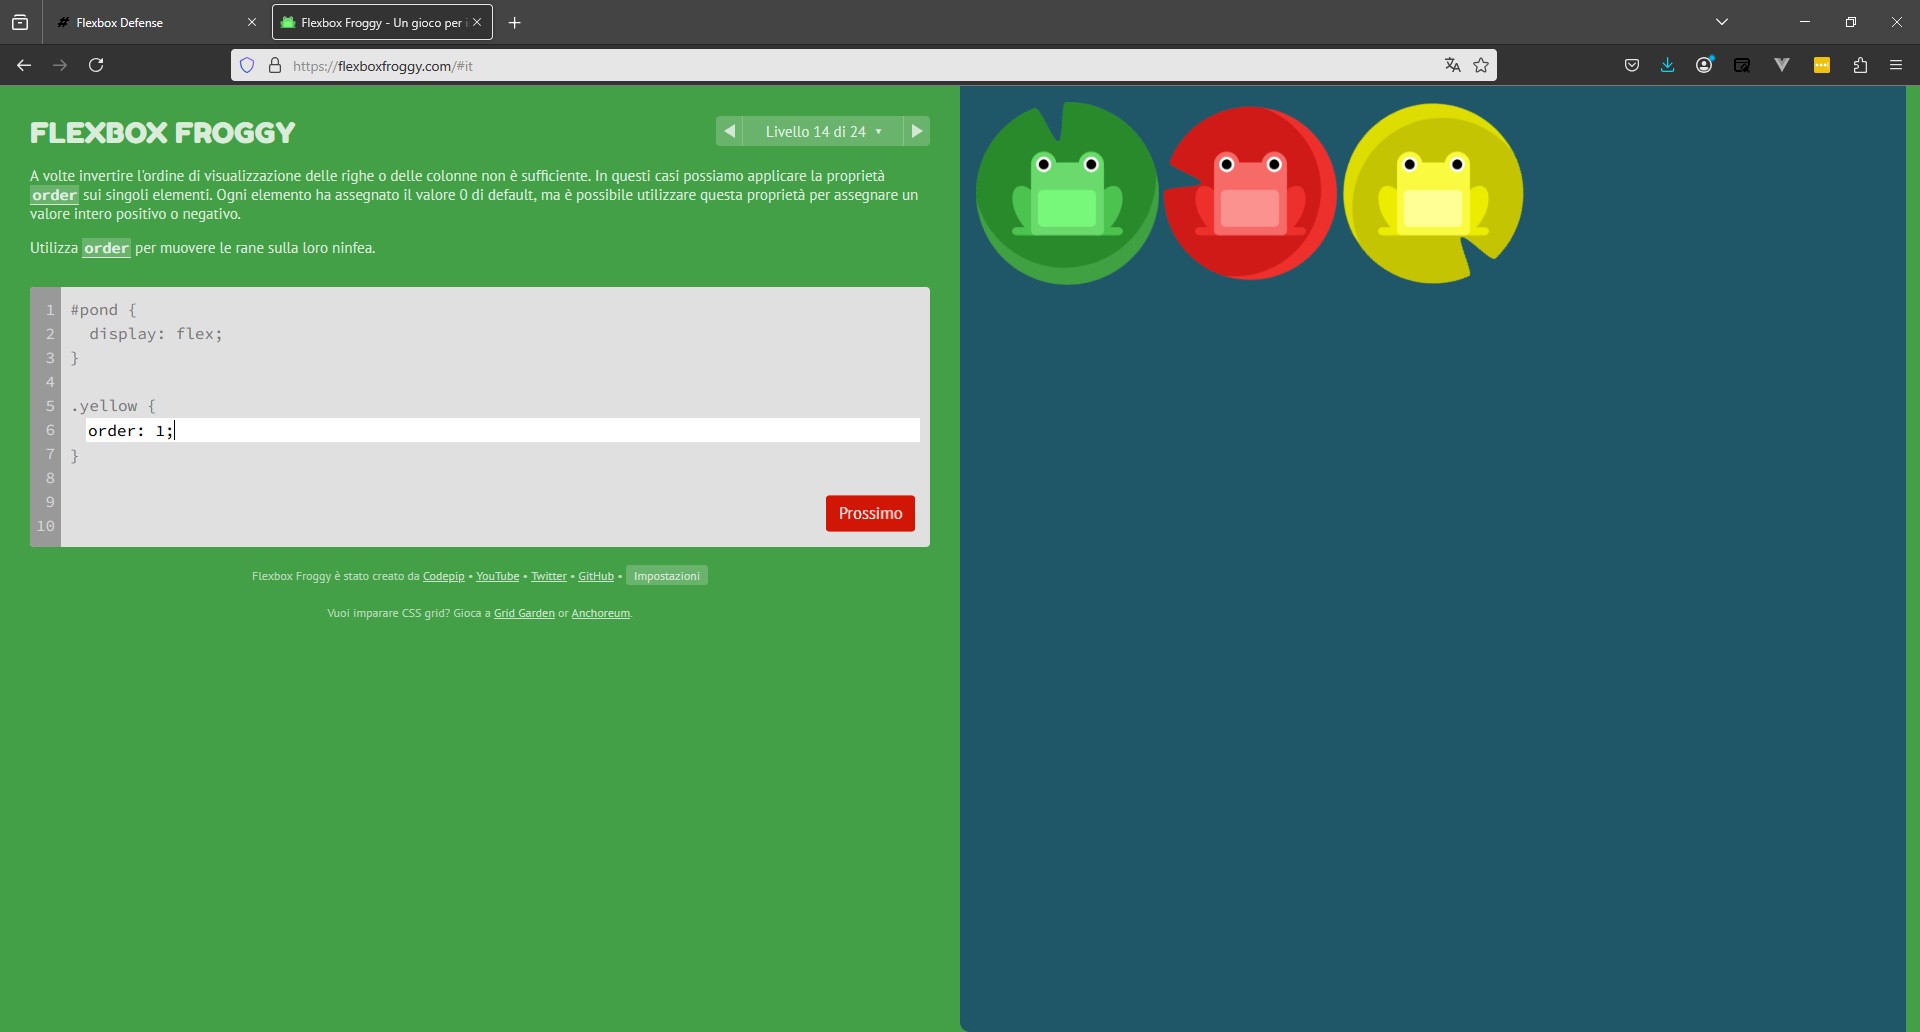 Flexbox Defense
Flexbox Froggy - Un gioco per i
https://flexboxfroggy.com/#it
FLEXBOX FROGGY
Livello 14 di 24 ▾
A volte invertire l'ordine di visualizzazione delle righe o delle colonne non è sufficiente. In questi casi possiamo applicare la proprietà
order sui singoli elementi. Ogni elemento ha assegnato il valore 0 di default, ma è possibile utilizzare questa proprietà per assegnare un
valore intero positivo o negativo.
Utilizza order per muovere le rane sulla loro ninfea.
1 #pond {
2 display: flex;
3 }
4
5 .yellow {
6 order: 1;
7 }
8
9
10
Prossimo
Flexbox Froggy è stato creato da Codepip • YouTube • Twitter • GitHub • Impostazioni
Vuoi imparare CSS grid? Gioca a Grid Garden or Anchoreum.